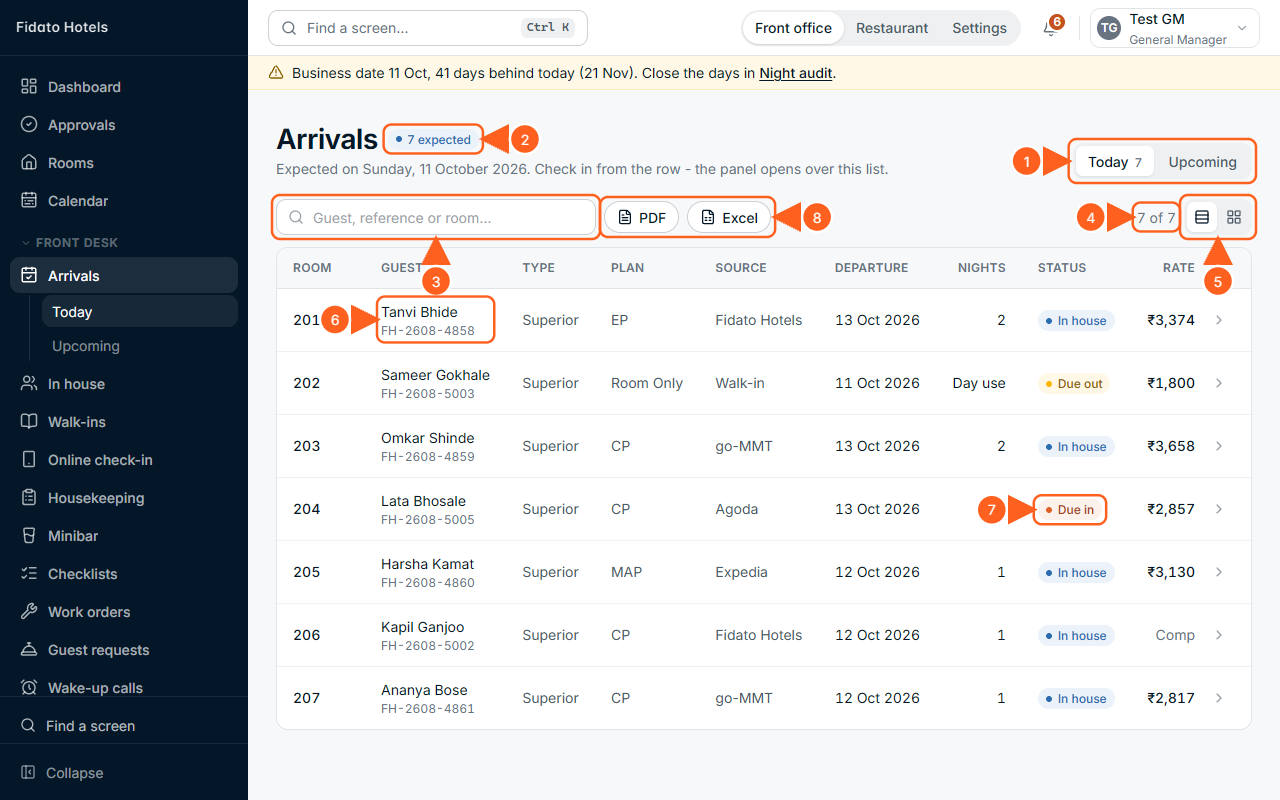 Fidato Hotels
Find a screen...
Ctrl K
Front office
Restaurant
Settings
6
TG
Test GM
General Manager
Business date 11 Oct, 41 days behind today (21 Nov). Close the days in Night audit.
Dashboard
Approvals
Rooms
Calendar
FRONT DESK
Arrivals
Today
Upcoming
In house
Walk-ins
Online check-in
Housekeeping
Minibar
Checklists
Work orders
Guest requests
Wake-up calls
Find a screen
Collapse
Arrivals
7 expected
2
Expected on Sunday, 11 October 2026. Check in from the row - the panel opens over this list.
1
Today 7
Upcoming
Guest, reference or room...
PDF
Excel
8
4
7 of 7
3
5
ROOM GUEST TYPE PLAN SOURCE DEPARTURE NIGHTS STATUS RATE
201 6 Tanvi Bhide Superior EP Fidato Hotels 13 Oct 2026 2 In house ₹3,374
FH-2608-4858
202 Sameer Gokhale Superior Room Only Walk-in 11 Oct 2026 Day use Due out ₹1,800
FH-2608-5003
203 Omkar Shinde Superior CP go-MMT 13 Oct 2026 2 In house ₹3,658
FH-2608-4859
204 Lata Bhosale Superior CP Agoda 13 Oct 2026 7 Due in ₹2,857
FH-2608-5005
205 Harsha Kamat Superior MAP Expedia 12 Oct 2026 1 In house ₹3,130
FH-2608-4860
206 Kapil Ganjoo Superior CP Fidato Hotels 12 Oct 2026 1 In house Comp
FH-2608-5002
207 Ananya Bose Superior CP go-MMT 12 Oct 2026 1 In house ₹2,817
FH-2608-4861